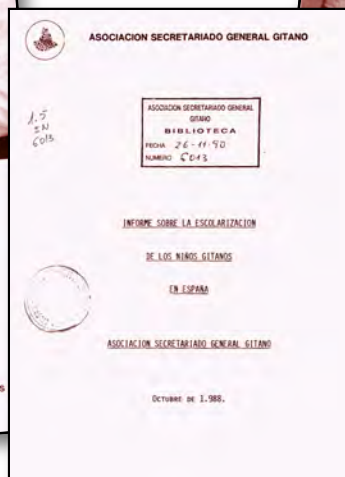 ASOCIACION SECRETARIADO GENERAL GITANO
1.5
IN
6013
ASOCIACION SECRETARIADO GENERAL
GITANO
BIBLIOTECA
FECHA 26-11-90
NUMERO 6013
INFORME SOBRE LA ESCOLARIZACION
DE LOS NIÑOS GITANOS
EN ESPAÑA
ASOCIACION SECRETARIADO GENERAL GITANO
OCTUBRE DE 1.988.
s